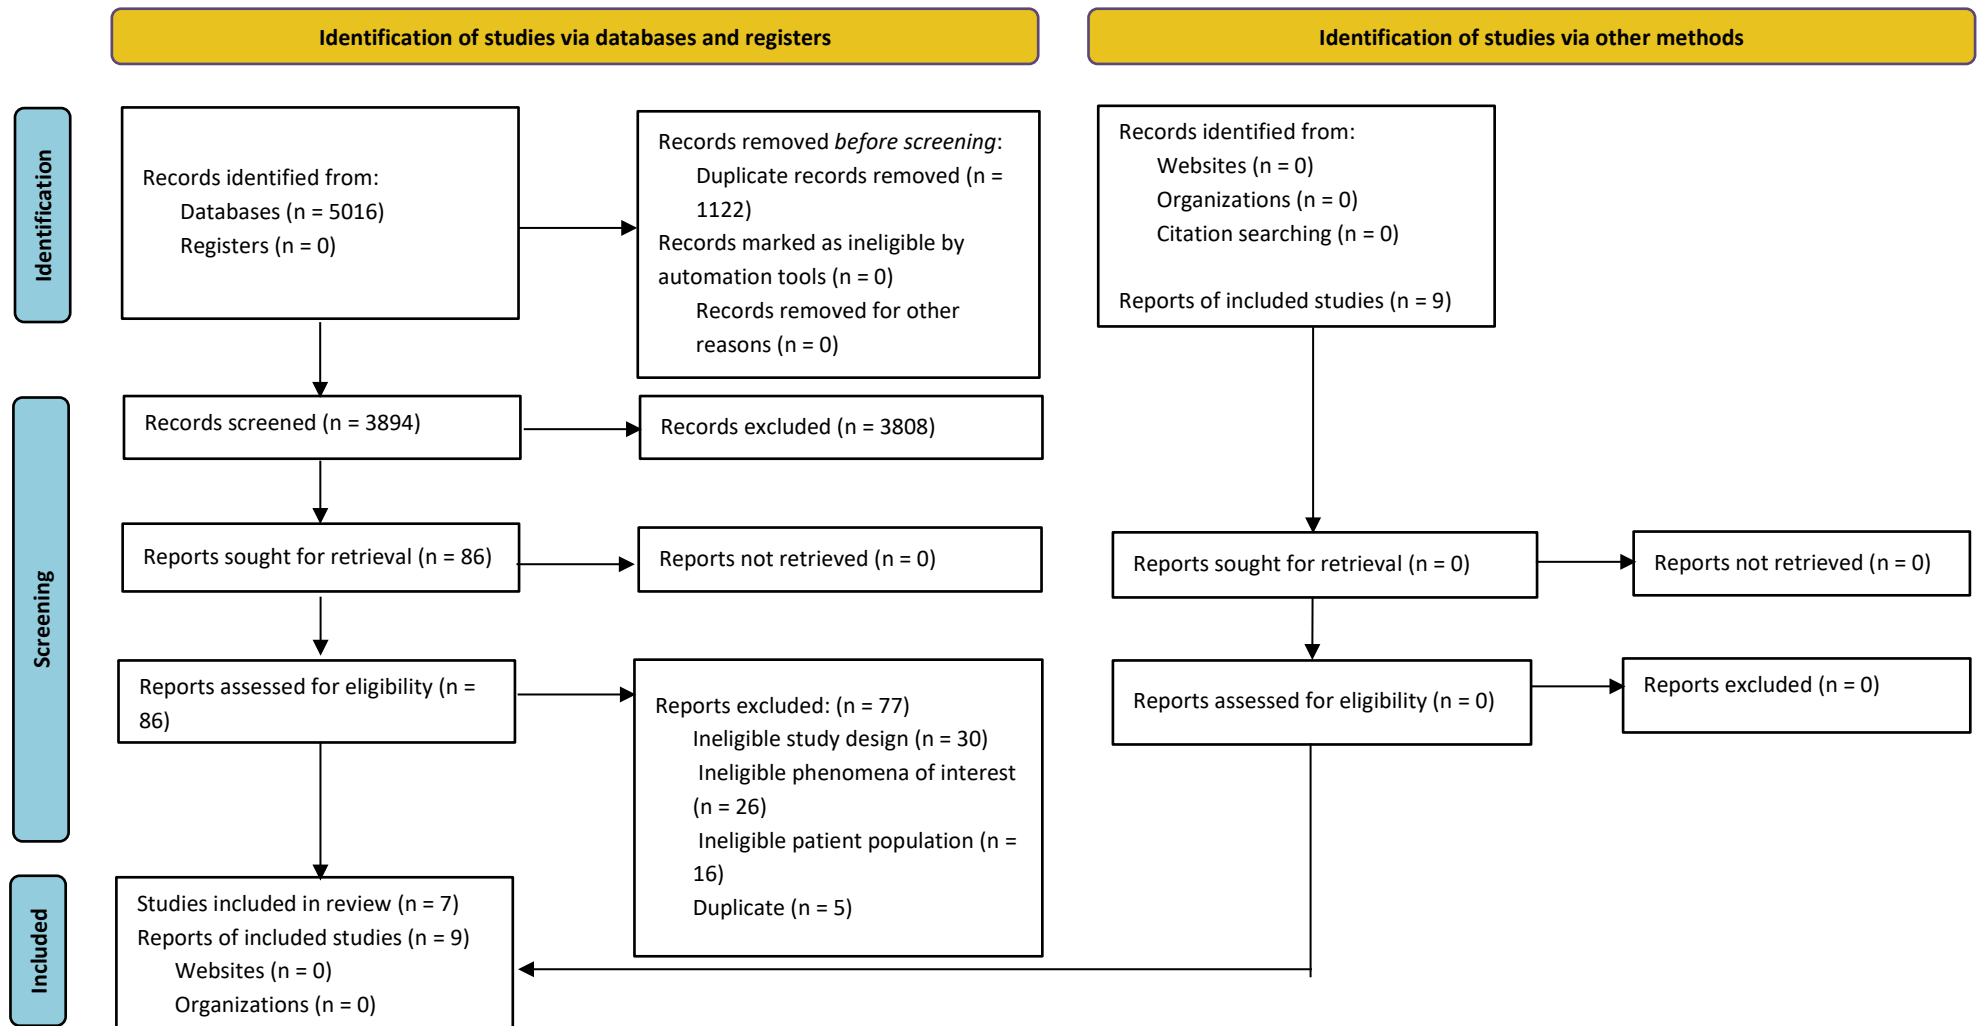 Identification of studies via databases and registers
Identification of studies via other methods
Identification
Records identified from:
Databases (n = 5016)
Registers (n = 0)
Records removed before screening:
Duplicate records removed (n =
1122)
Records marked as ineligible by
automation tools (n = 0)
Records removed for other
reasons (n = 0)
Records identified from:
Websites (n = 0)
Organizations (n = 0)
Citation searching (n = 0)
Reports of included studies (n = 9)
Screening
Records screened (n = 3894)
Records excluded (n = 3808)
Reports sought for retrieval (n = 86)
Reports not retrieved (n = 0)
Reports sought for retrieval (n = 0)
Reports not retrieved (n = 0)
Reports assessed for eligibility (n =
86)
Reports excluded: (n = 77)
Ineligible study design (n = 30)
Ineligible phenomena of interest
(n = 26)
Ineligible patient population (n =
16)
Duplicate (n = 5)
Reports assessed for eligibility (n = 0)
Reports excluded (n = 0)
Included
Studies included in review (n = 7)
Reports of included studies (n = 9)
Websites (n = 0)
Organizations (n = 0)